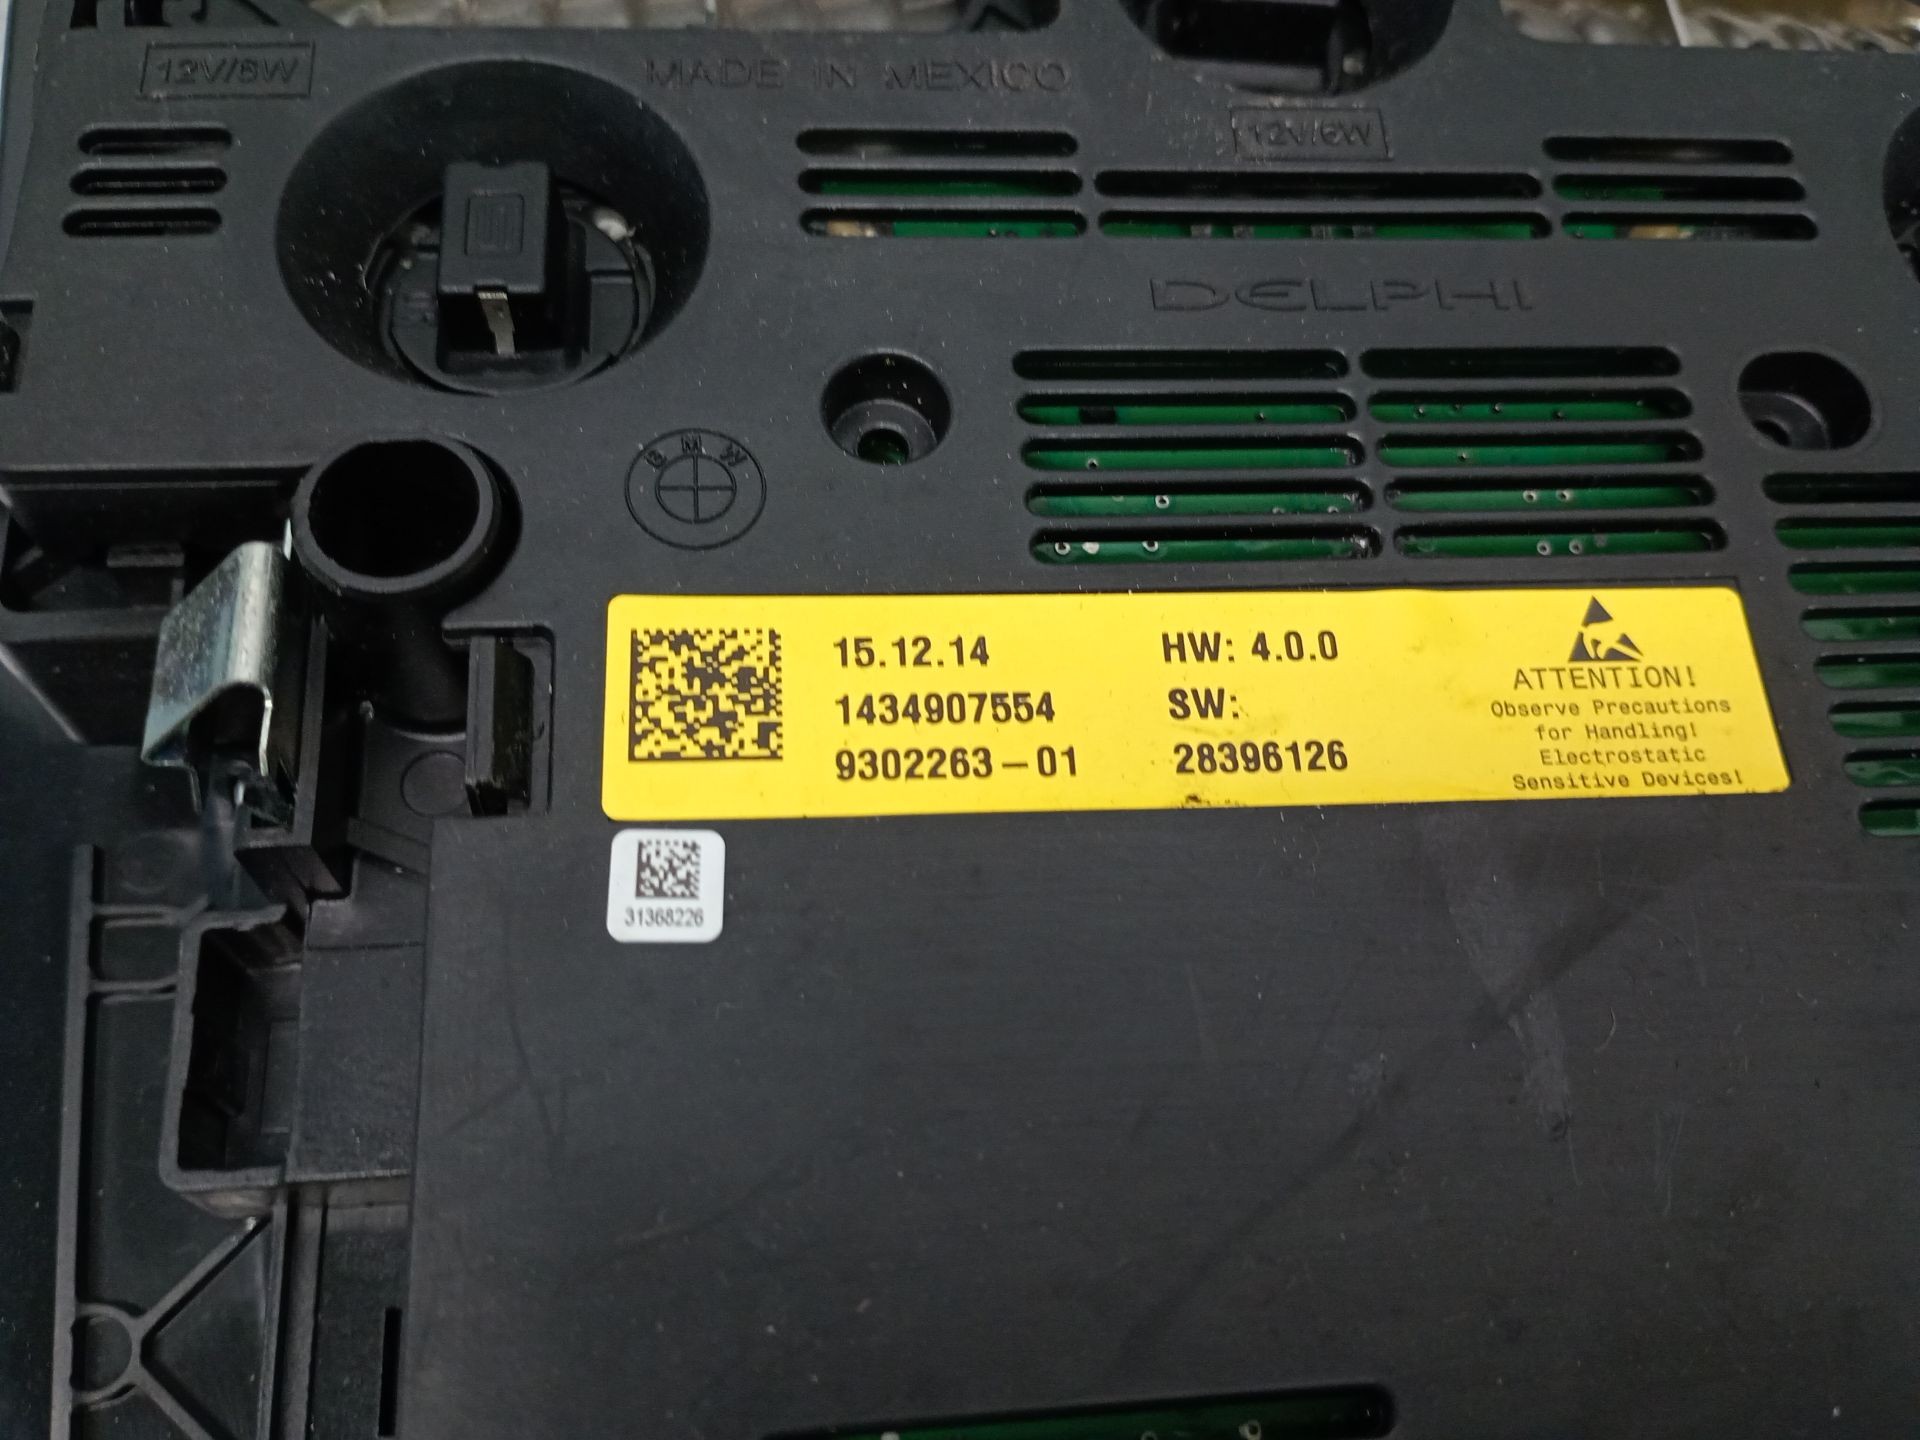 12V/6W
MADE IN MEXICO
12V/6W
DELPHI
BMW
15.12.14
1434907554
9302263-01
HW: 4.0.0
SW:
28396126
ATTENTION!
Observe Precautions
for Handling!
Electrostatic
Sensitive Devices!
31368226